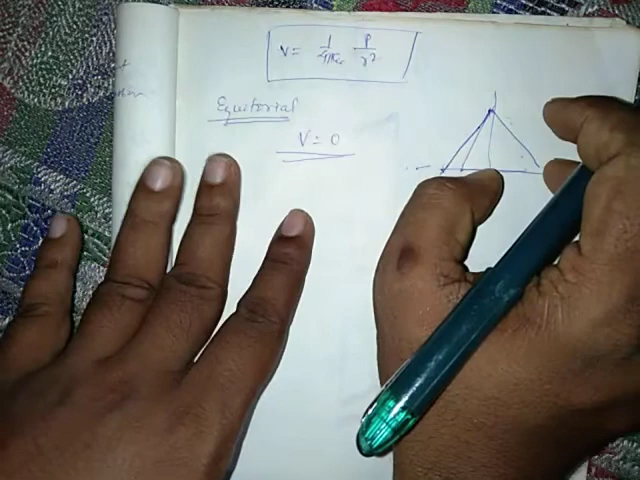 V = 1/4πε₀ P/r²
Equitorial
V = 0